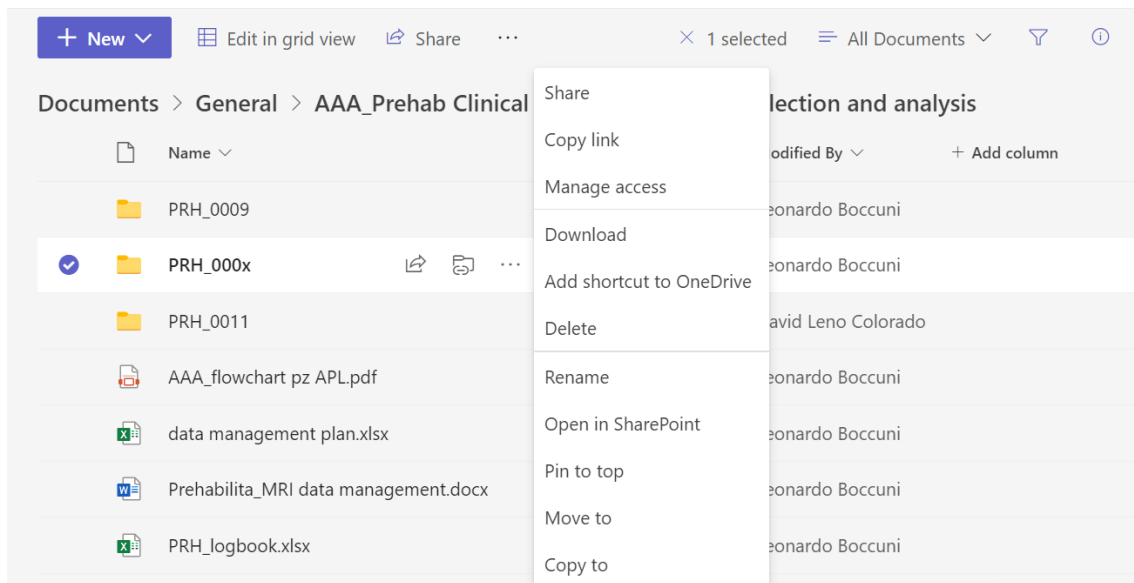 + New Edit in grid view Share ... × 1 selected All Documents
Documents > General > AAA_Prehab Clinical lection and analysis
Name odified By + Add column
PRH_0009 eonardo Boccuni
PRH_000x ... eonardo Boccuni
PRH_0011 avid Leno Colorado
AAA_flowchart pz APL.pdf eonardo Boccuni
data management plan.xlsx eonardo Boccuni
Prehabilita_MRI data management.docx eonardo Boccuni
PRH_logbook.xlsx eonardo Boccuni
Share
Copy link
Manage access
Download
Add shortcut to OneDrive
Delete
Rename
Open in SharePoint
Pin to top
Move to
Copy to